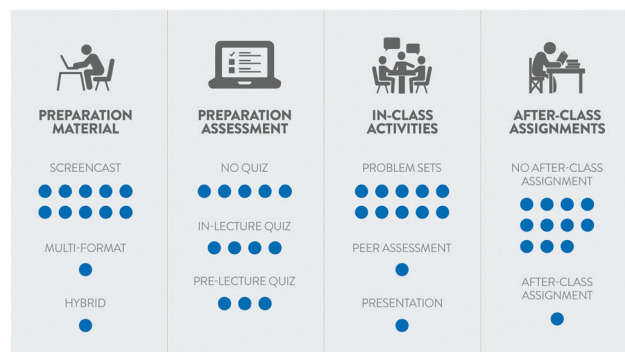 PREPARATION
MATERIAL
SCREENCAST
MULTI-FORMAT
HYBRID
PREPARATION
ASSESSMENT
NO QUIZ
IN-LECTURE QUIZ
PRE-LECTURE QUIZ
IN-CLASS
ACTIVITIES
PROBLEM SETS
PEER ASSESSMENT
PRESENTATION
AFTER-CLASS
ASSIGNMENTS
NO AFTER-CLASS
ASSIGNMENT
AFTER-CLASS
ASSIGNMENT